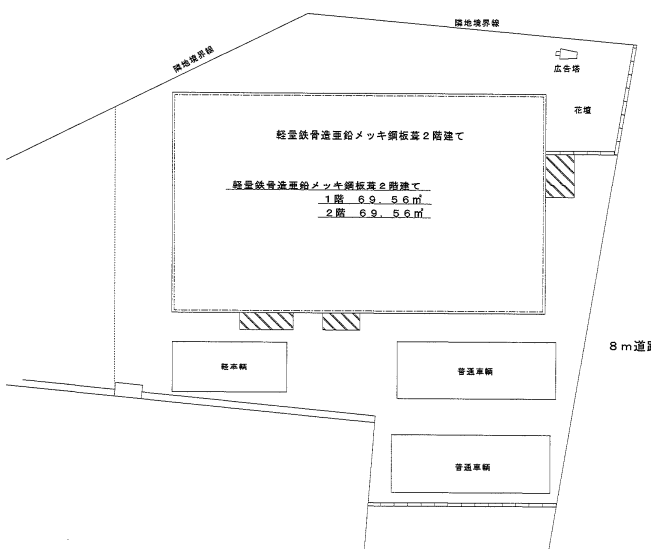 隣地境界線
隣地境界線
広告塔
花壇
軽量鉄骨造亜鉛メッキ鋼板葺2階建て
軽量鉄骨造亜鉛メッキ鋼板葺2階建て
1階 69.56㎡
2階 69.56㎡
8m道路
軽車輌
普通車輌
普通車輌